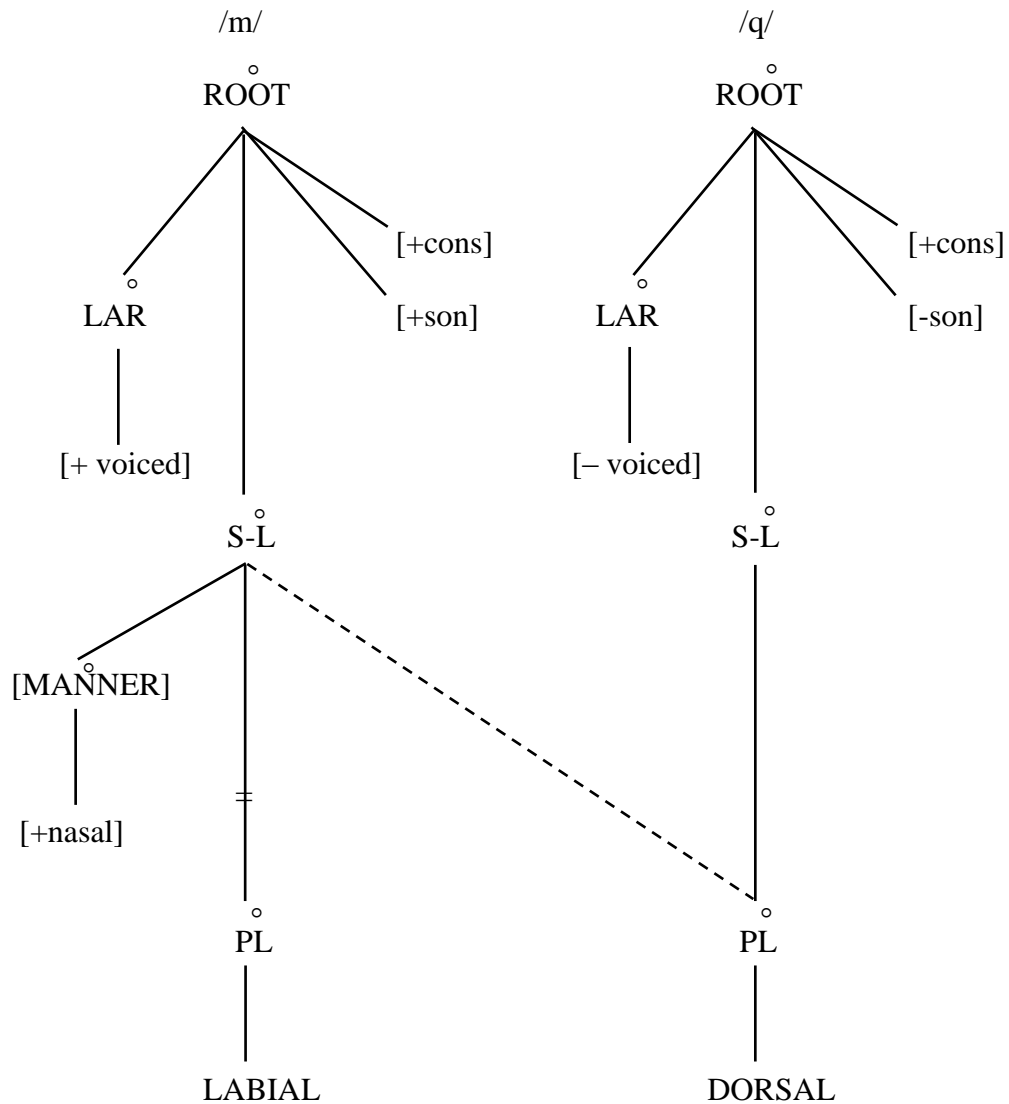 /m/ /q/
ROOT ROOT
[+cons] [+cons]
LAR [+son] LAR [-son]
[+ voiced] [– voiced]
S-L S-L
[MANNER]
[+nasal]
PL PL
LABIAL DORSAL